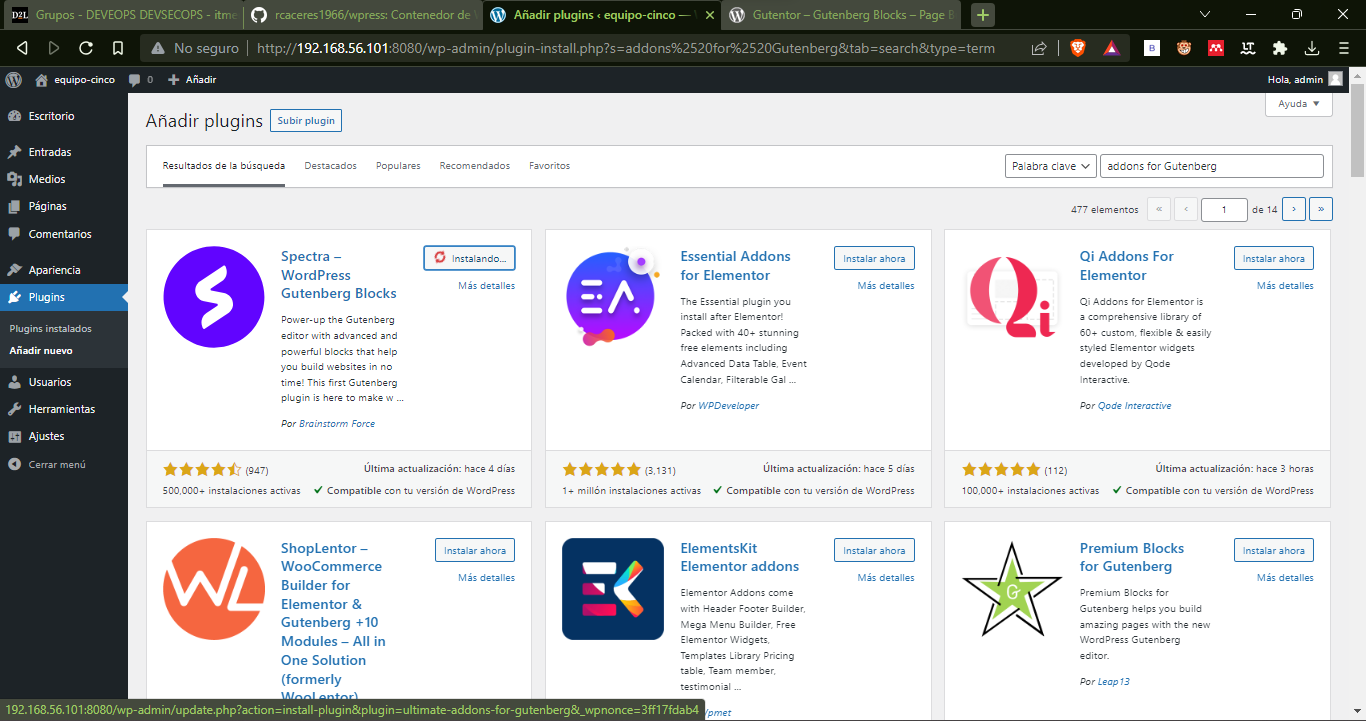 Grupos - DEVEOPS DEVSECOPS - itme
rcaceres1966/wpress: Contenedor de
Añadir plugins ‹ equipo-cinco —
Gutentor – Gutenberg Blocks – Page B
No seguro
http://192.168.56.101:8080/wp-admin/plugin-install.php?s=addons%2520for%2520Gutenberg&tab=search&type=term
equipo-cinco
0
Añadir
Hola, admin
Escritorio
Entradas
Medios
Páginas
Comentarios
Apariencia
Plugins
Plugins instalados
Añadir nuevo
Usuarios
Herramientas
Ajustes
Cerrar menú
Ayuda
Añadir plugins
Subir plugin
Resultados de la búsqueda
Destacados
Populares
Recomendados
Favoritos
Palabra clave
addons for Gutenberg
477 elementos
«
‹
1
de 14
›
»
Spectra –
WordPress
Gutenberg Blocks
Instalando...
Más detalles
Power-up the Gutenberg
editor with advanced and
powerful blocks that help
you build websites in no
time! This first Gutenberg
plugin is here to make w ...
Por Brainstorm Force
(947)
Última actualización: hace 4 días
500,000+ instalaciones activas
Compatible con tu versión de WordPress
Essential Addons
for Elementor
Instalar ahora
Más detalles
The Essential plugin you
install after Elementor!
Packed with 40+ stunning
free elements including
Advanced Data Table, Event
Calendar, Filterable Gal ...
Por WPDeveloper
(3,131)
Última actualización: hace 5 días
1+ millón instalaciones activas
Compatible con tu versión de WordPress
Qi Addons For
Elementor
Instalar ahora
Más detalles
Qi Addons for Elementor is
a comprehensive library of
60+ custom, flexible & easily
styled Elementor widgets
developed by Qode
Interactive.
Por Qode Interactive
(112)
Última actualización: hace 3 horas
100,000+ instalaciones activas
Compatible con tu versión de WordPress
ShopLentor –
WooCommerce
Builder for
Elementor &
Gutenberg +10
Modules – All in
One Solution
(formerly
WooLentor)
Instalar ahora
Más detalles
ElementsKit
Elementor addons
Instalar ahora
Más detalles
Elementor Addons come
with Header Footer Builder,
Mega Menu Builder, Free
Elementor Widgets,
Templates Library Pricing
table, Team member,
testimonial ...
Wpmet
Premium Blocks
for Gutenberg
Instalar ahora
Más detalles
Premium Blocks for
Gutenberg helps you build
amazing pages with the new
WordPress Gutenberg
editor.
Por Leap13
192.168.56.101:8080/wp-admin/update.php?action=install-plugin&plugin=ultimate-addons-for-gutenberg&_wpnonce=3ff17fdab4